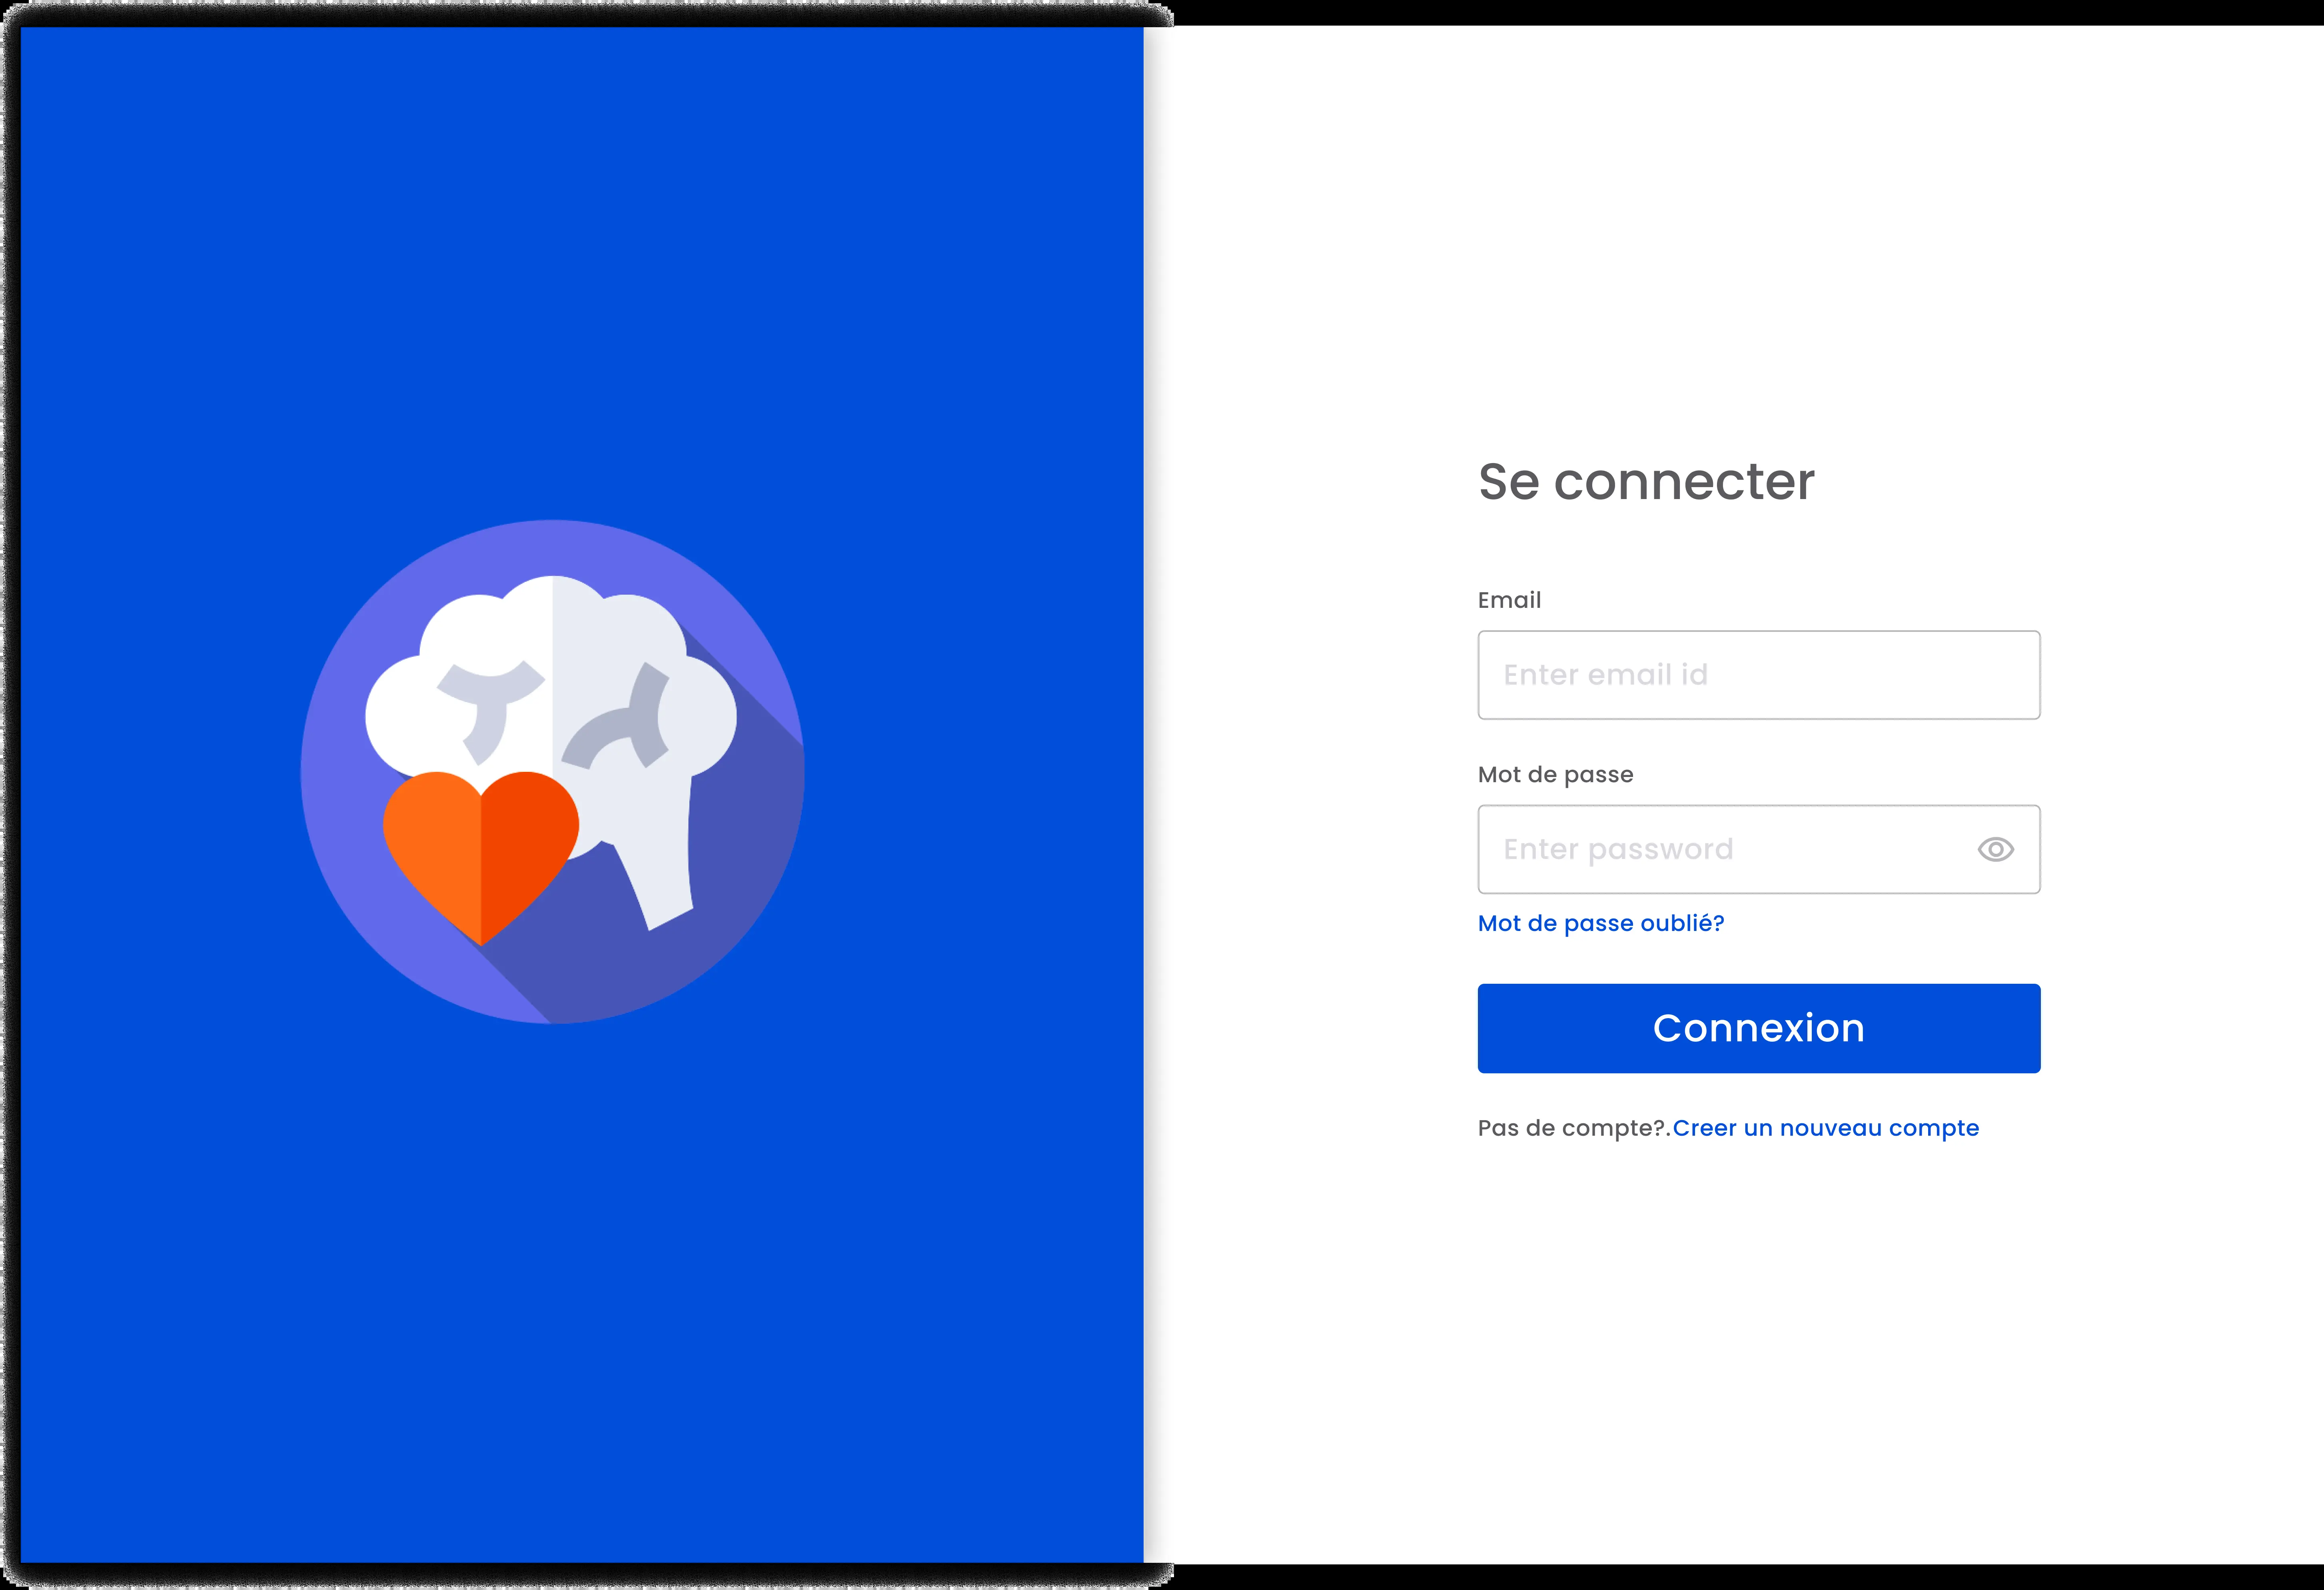 Se connecter
Email
Enter email id
Mot de passe
Enter password
Mot de passe oublié?
Connexion
Pas de compte?.Creer un nouveau compte